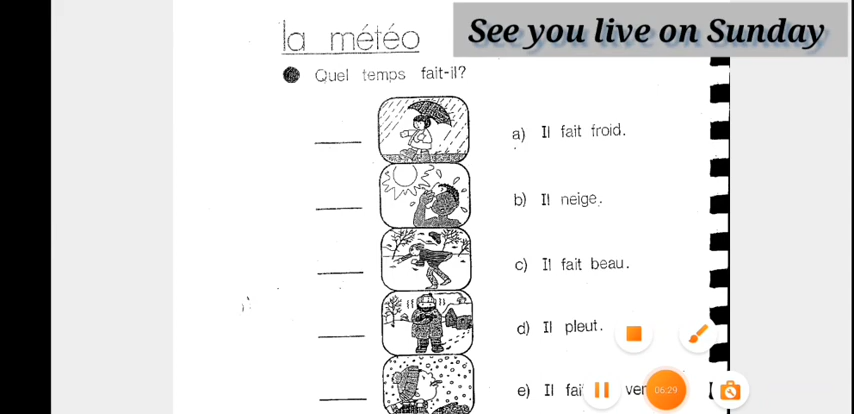 See you live on Sunday
la météo
Quel temps fait-il?
a) Il fait froid.
b) Il neige.
c) Il fait beau.
d) Il pleut.
e) Il
06:29